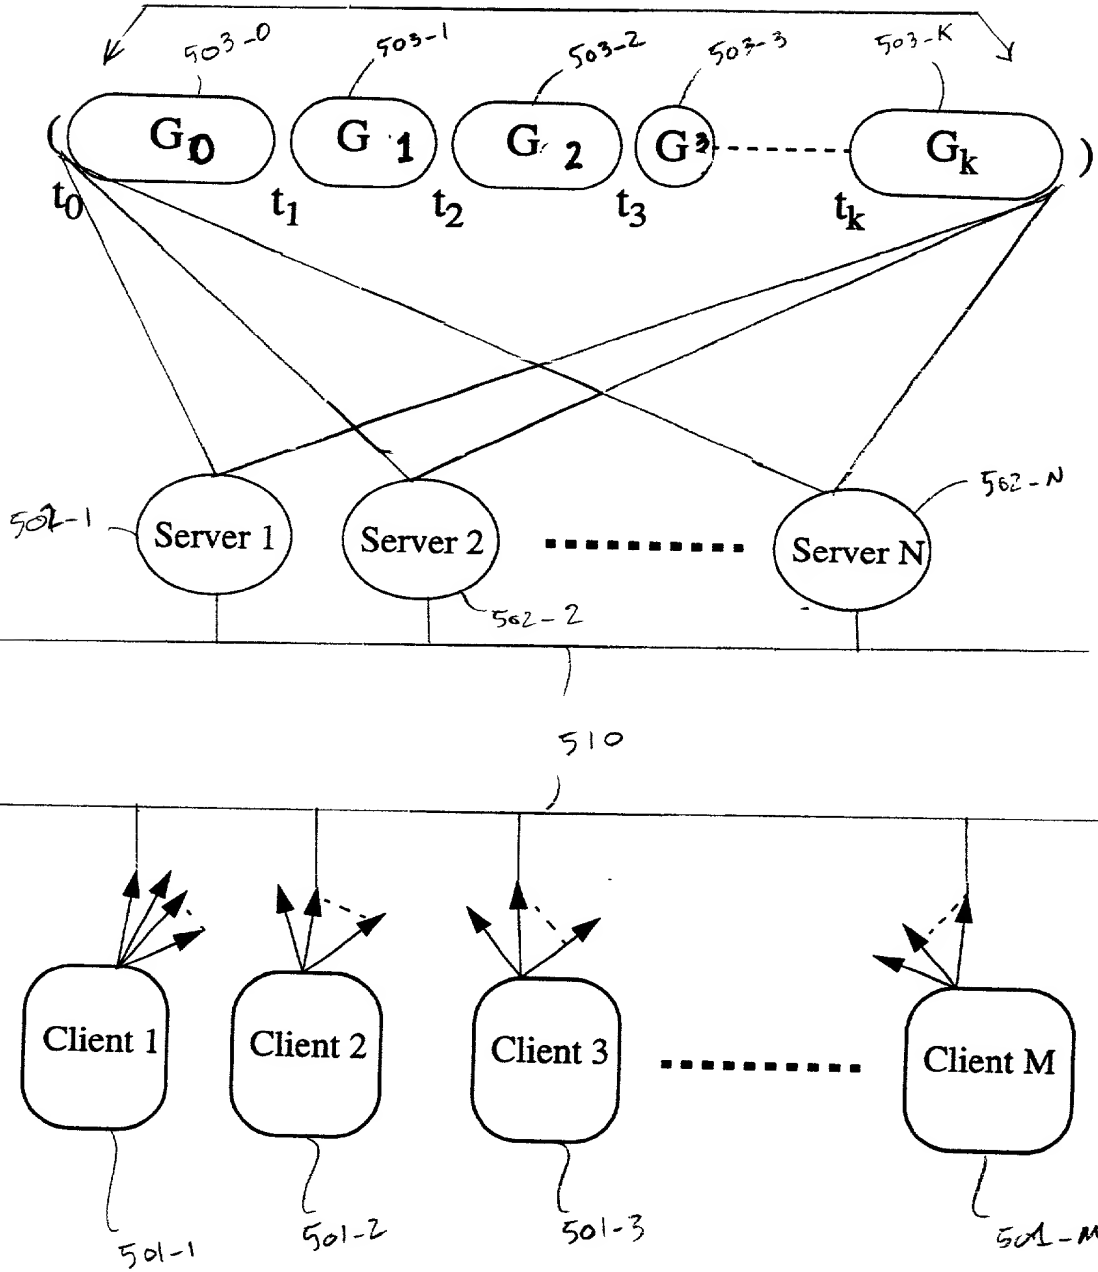 503-0 503-1 503-2 503-3 503-K
( G0 G 1 G 2 G3 Gk )
t0 t1 t2 t3 tk
502-1 Server 1 Server 2 Server N 502-N
502-2
510
Client 1 Client 2 Client 3 Client M
501-1 501-2 501-3 501-M